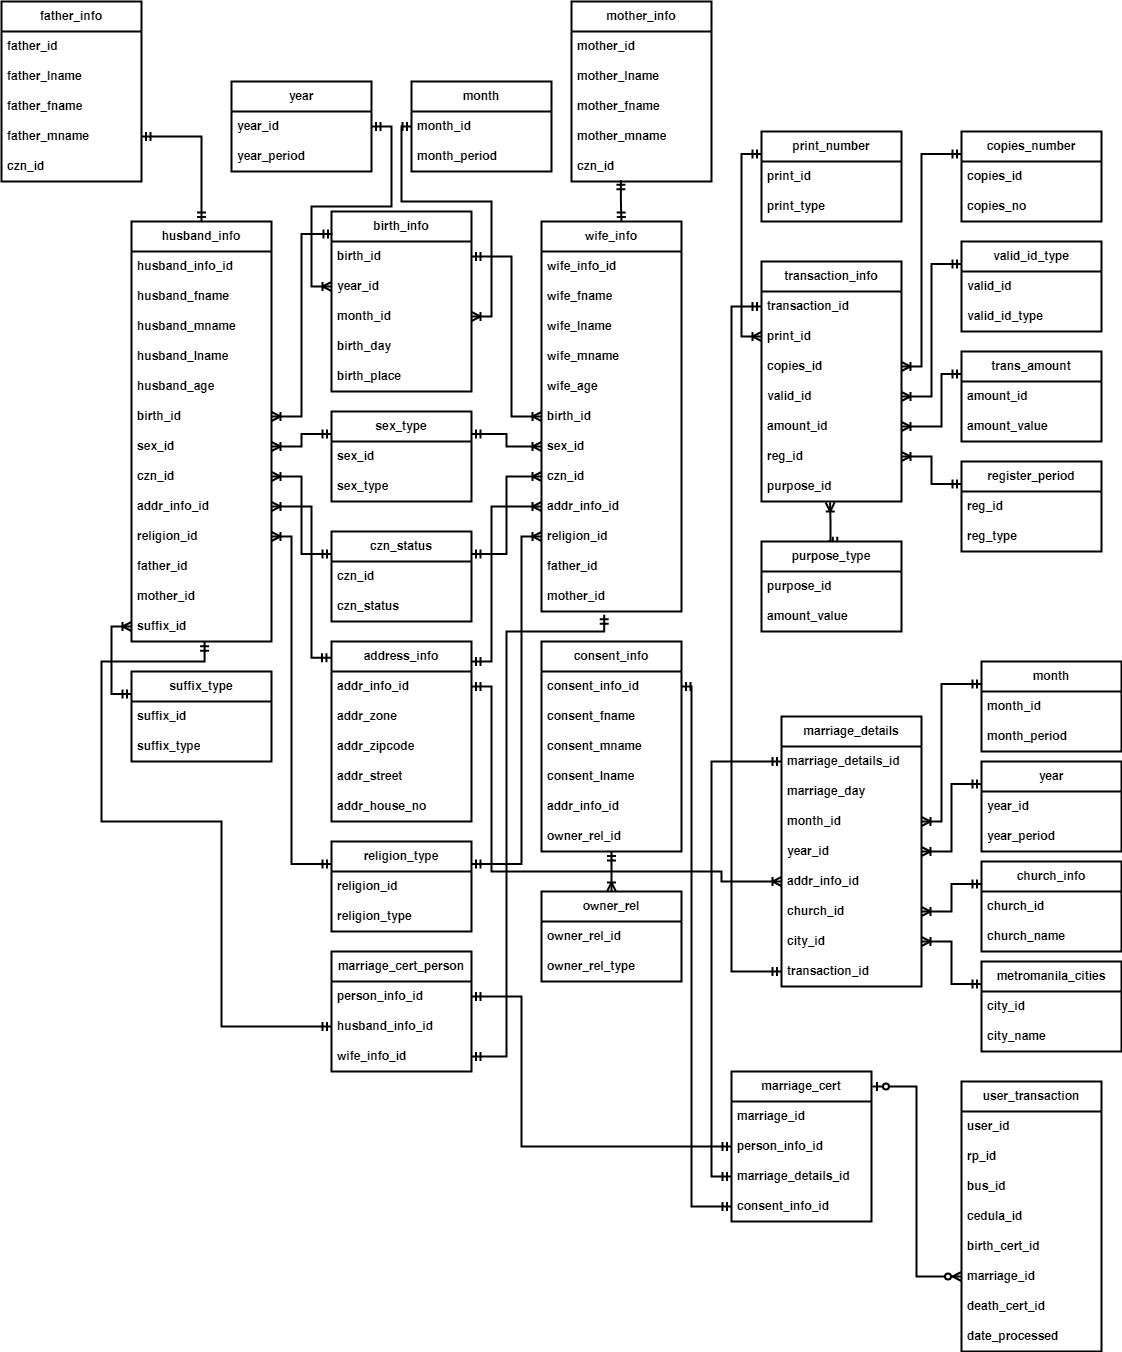 father_info
father_id
father_lname
father_fname
father_mname
czn_id
year
year_id
year_period
month
month_id
month_period
mother_info
mother_id
mother_lname
mother_fname
mother_mname
czn_id
print_number
print_id
print_type
copies_number
copies_id
copies_no
husband_info
husband_info_id
husband_fname
husband_mname
husband_lname
husband_age
birth_id
sex_id
czn_id
addr_info_id
religion_id
father_id
mother_id
suffix_id
birth_info
birth_id
year_id
month_id
birth_day
birth_place
wife_info
wife_info_id
wife_fname
wife_lname
wife_mname
wife_age
birth_id
sex_id
czn_id
addr_info_id
religion_id
father_id
mother_id
transaction_info
transaction_id
print_id
copies_id
valid_id
amount_id
reg_id
purpose_id
valid_id_type
valid_id
valid_id_type
trans_amount
amount_id
amount_value
register_period
reg_id
reg_type
sex_type
sex_id
sex_type
czn_status
czn_id
czn_status
purpose_type
purpose_id
amount_value
suffix_type
suffix_id
suffix_type
address_info
addr_info_id
addr_zone
addr_zipcode
addr_street
addr_house_no
consent_info
consent_info_id
consent_fname
consent_mname
consent_lname
addr_info_id
owner_rel_id
marriage_details
marriage_details_id
marriage_day
month_id
year_id
addr_info_id
church_id
city_id
transaction_id
month
month_id
month_period
year
year_id
year_period
church_info
church_id
church_name
metromanila_cities
city_id
city_name
religion_type
religion_id
religion_type
owner_rel
owner_rel_id
owner_rel_type
marriage_cert_person
person_info_id
husband_info_id
wife_info_id
marriage_cert
marriage_id
person_info_id
marriage_details_id
consent_info_id
user_transaction
user_id
rp_id
bus_id
cedula_id
birth_cert_id
marriage_id
death_cert_id
date_processed